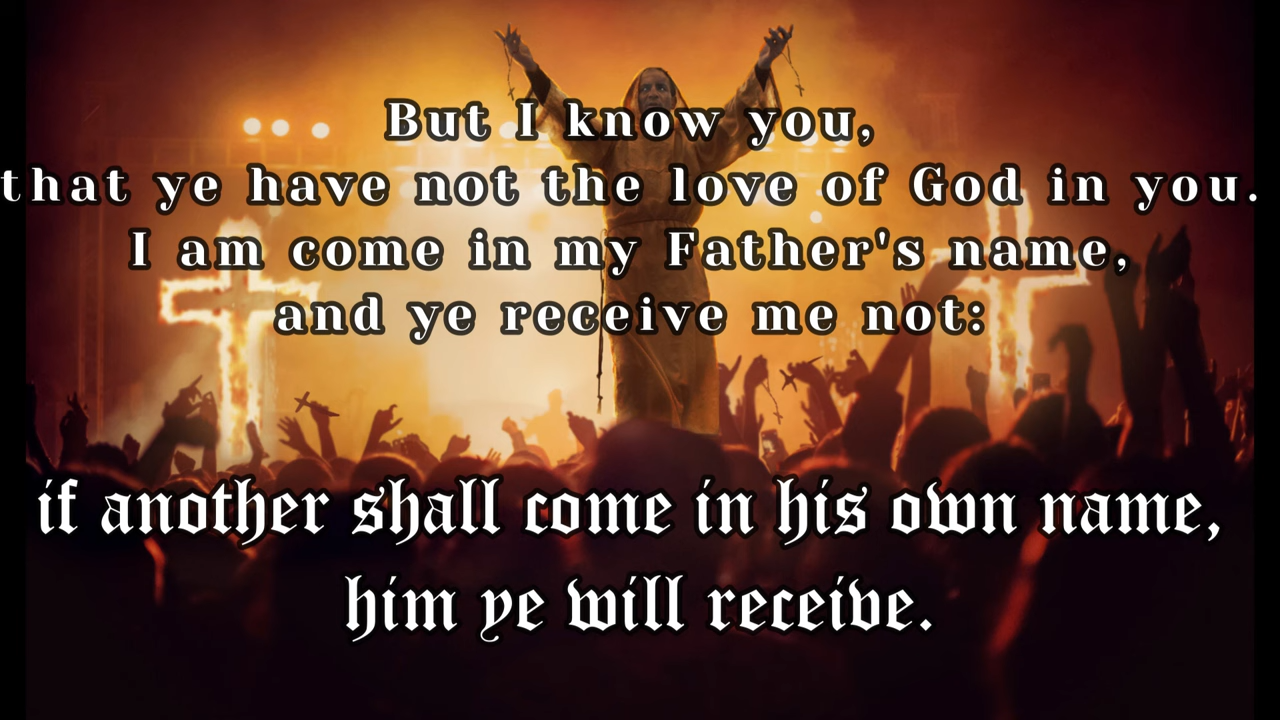 But I know you,
that ye have not the love of God in you.
I am come in my Father's name,
and ye receive me not:
if another shall come in his own name,
him ye will receive.